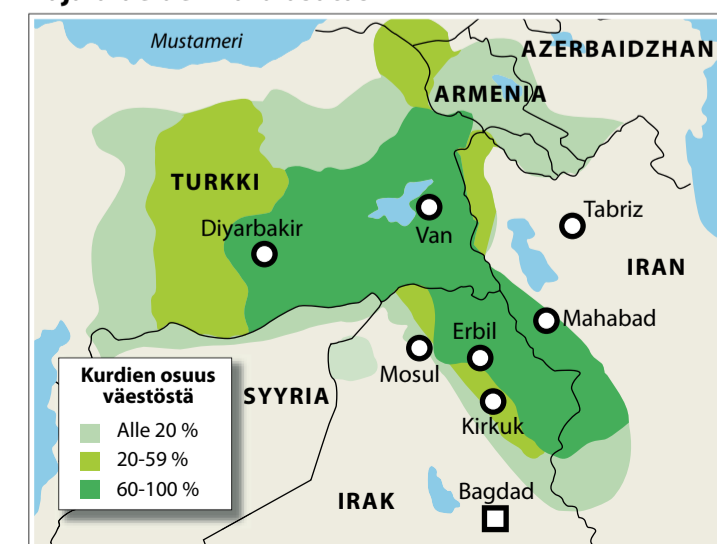 Mustameri
AZERBAIDZHAN
ARMENIA
TURKKI
Tabriz
Diyarbakir
Van
IRAN
Mahabad
Erbil
Mosul
Kurdien osuus
väestöstä
SYYRIA
Alle 20 %
Kirkuk
20-59 %
60-100 %
IRAK
Bagdad